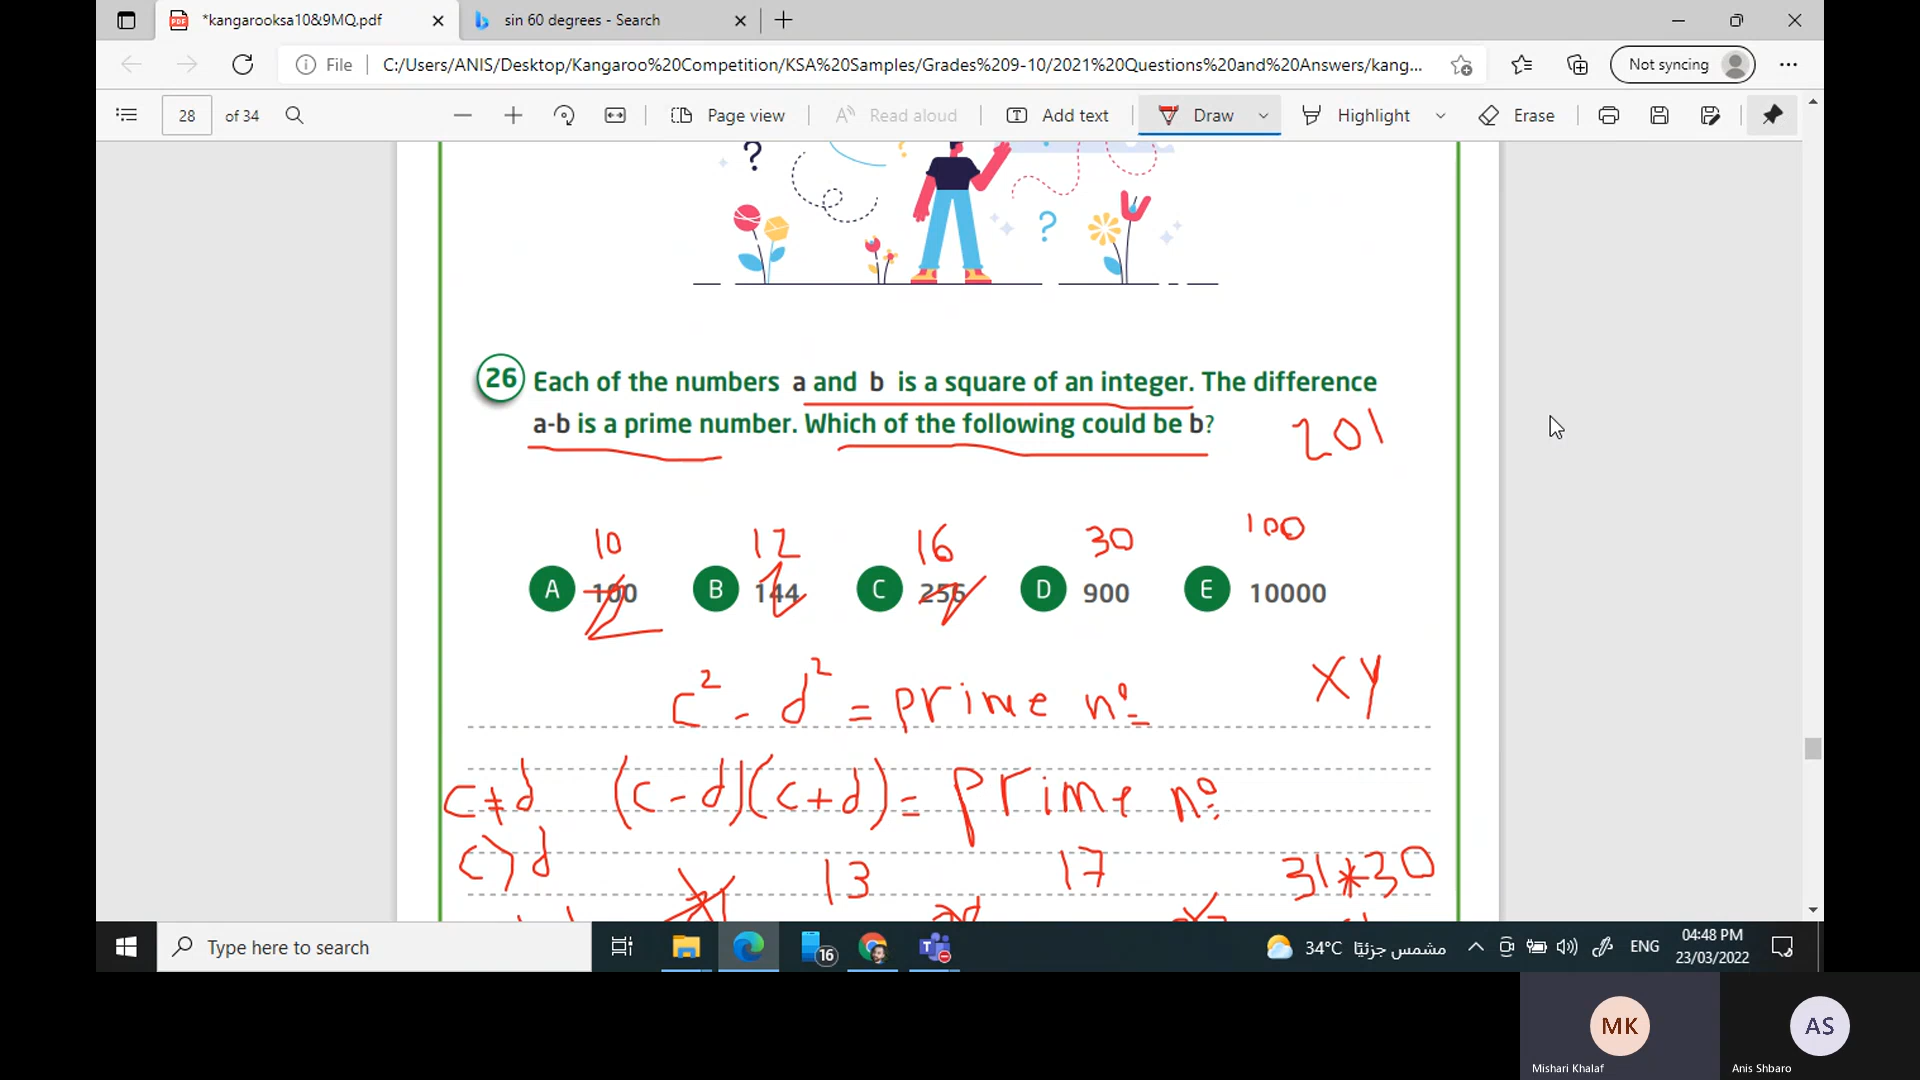 *kangarooksa10&9MQ.pdf
sin 60 degrees - Search
File
C:/Users/ANIS/Desktop/Kangaroo%20Competition/KSA%20Samples/Grades%209-10/2021%20Questions%20and%20Answers/kang...
Not syncing
28 of 34
Page view
Read aloud
Add text
Draw
Highlight
Erase
? ? ?
26 Each of the numbers a and b is a square of an integer. The difference
a-b is a prime number. Which of the following could be b?
201
10 12 16 30 100
A 100 B 144 C 256 D 900 E 10000
c² - d² = prime nº
xy
c≠d (c-d)(c+d) = prime nº
c>d 13 17 31*30
Type here to search
16
34°C مشمس جزئيًا
ENG
04:48 PM
23/03/2022
MK
Mishari Khalaf
AS
Anis Shbaro